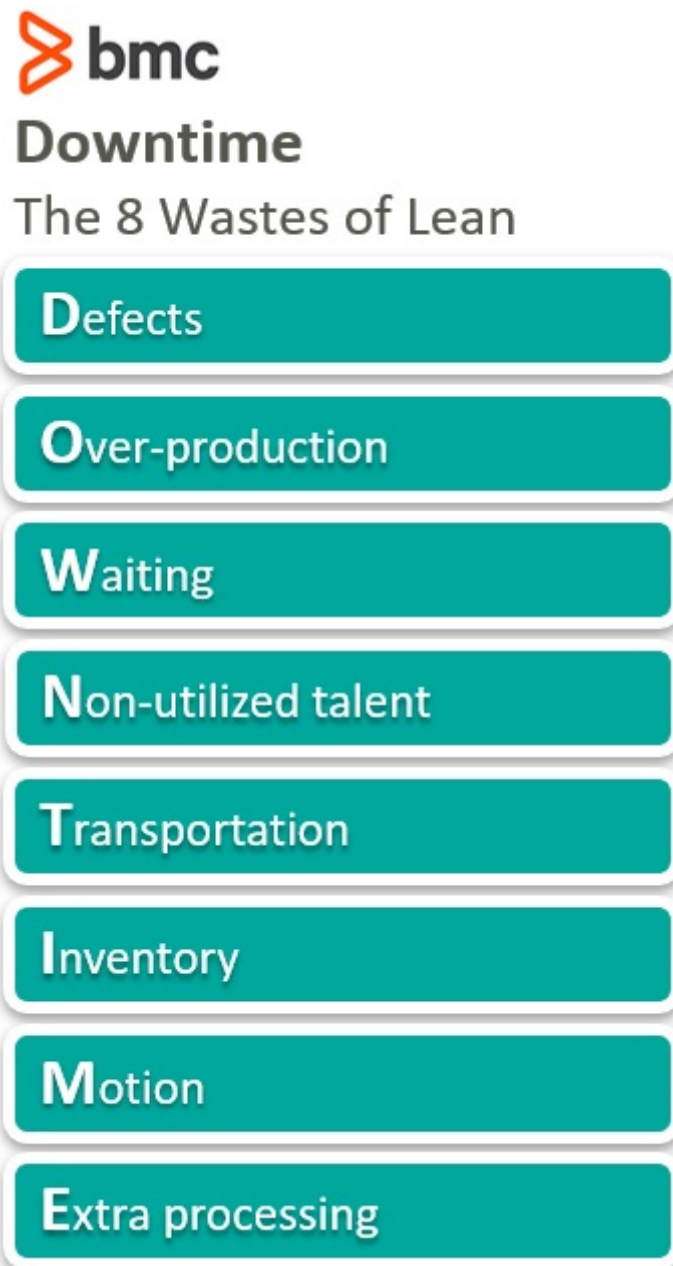 bmc
Downtime
The 8 Wastes of Lean
Defects
Over-production
Waiting
Non-utilized talent
Transportation
Inventory
Motion
Extra processing